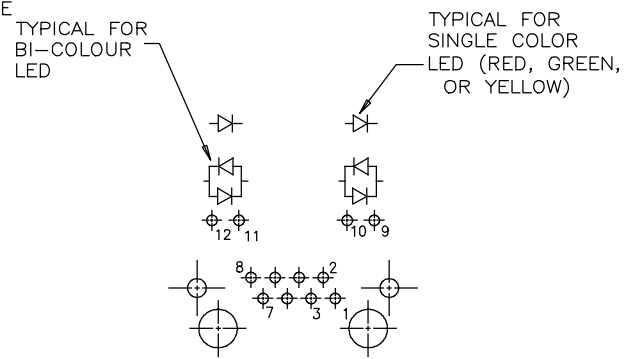 E
TYPICAL FOR
BI-COLOUR
LED
TYPICAL FOR
SINGLE COLOR
LED (RED, GREEN,
OR YELLOW)
12 11 10 9
8 2
7 3 1